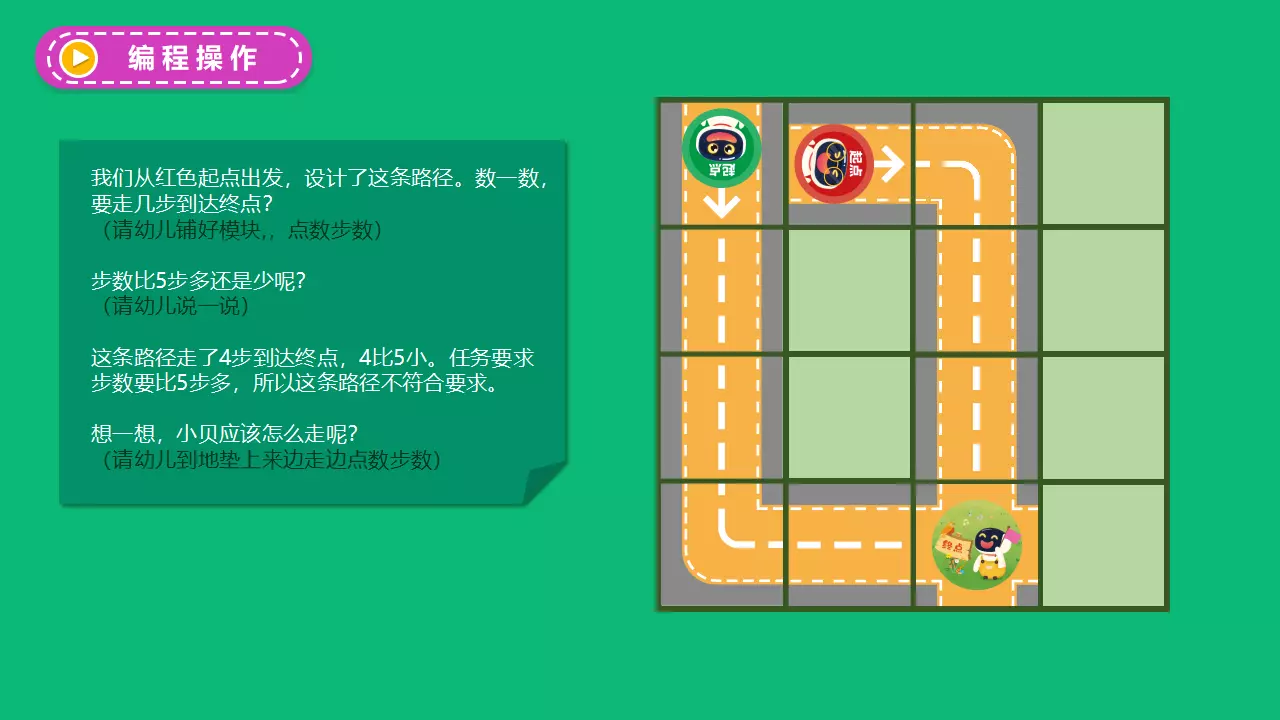 编程操作
我们从红色起点出发，设计了这条路径。数一数，
要走几步到达终点？
（请幼儿铺好模块,，点数步数）
步数比5步多还是少呢？
（请幼儿说一说）
这条路径走了4步到达终点，4比5小。任务要求
步数要比5步多，所以这条路径不符合要求。
想一想，小贝应该怎么走呢？
（请幼儿到地垫上来边走边点数步数）
起点
起点
终点